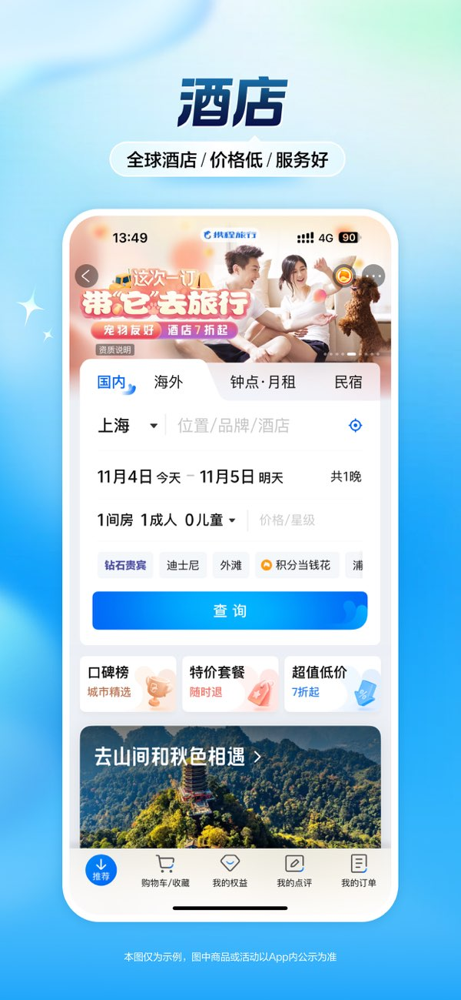 酒店
全球酒店 / 价格低 / 服务好
13:49
携程旅行
4G 90
这次一订
带“它”去旅行
宠物友好 酒店7折起
资质说明
国内 海外 钟点·月租 民宿
上海 位置/品牌/酒店
11月4日 今天 - 11月5日 明天 共1晚
1间房 1成人 0儿童 价格/星级
钻石贵宾 迪士尼 外滩 积分当钱花 浦
查 询
口碑榜 特价套餐 超值低价
城市精选 随时退 7折起
%
去山间和秋色相遇 >
推荐 购物车/收藏 我的权益 我的点评 我的订单
本图仅为示例，图中商品或活动以App内公示为准